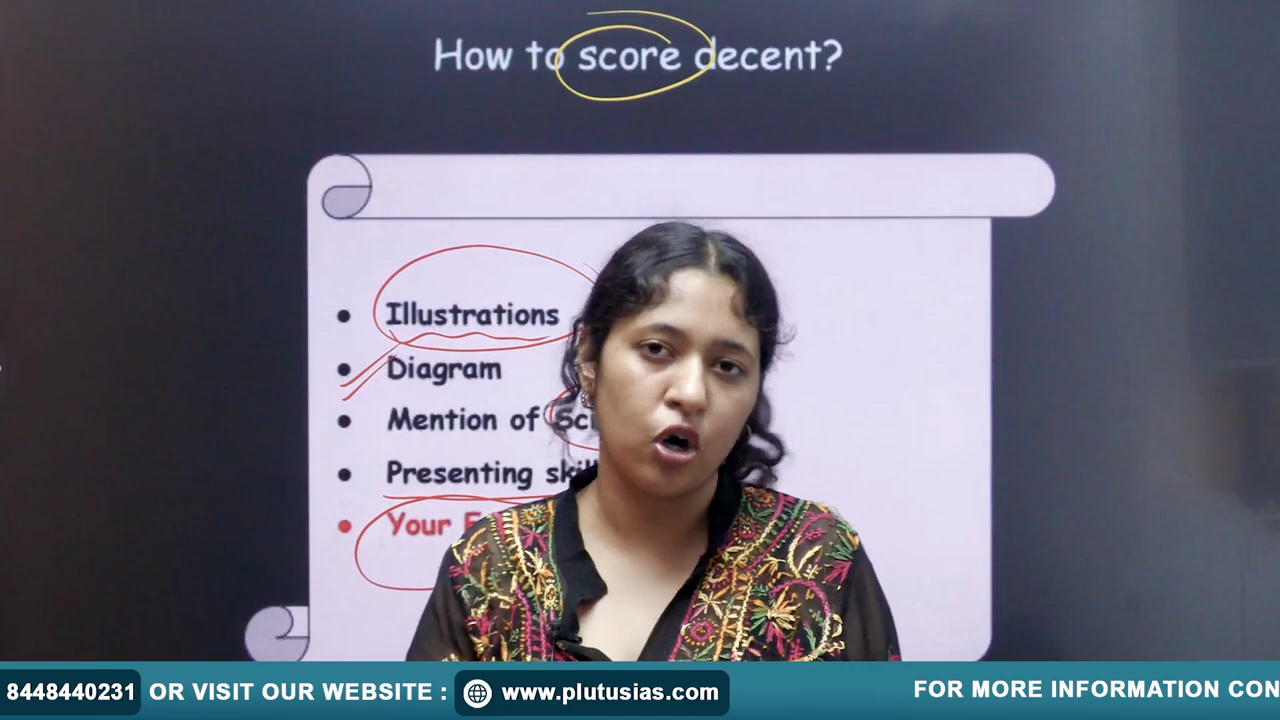 How to score decent?
Illustrations
Diagram
Mention of
Presenting
Your
8448440231 OR VISIT OUR WEBSITE : www.plutusias.com FOR MORE INFORMATION